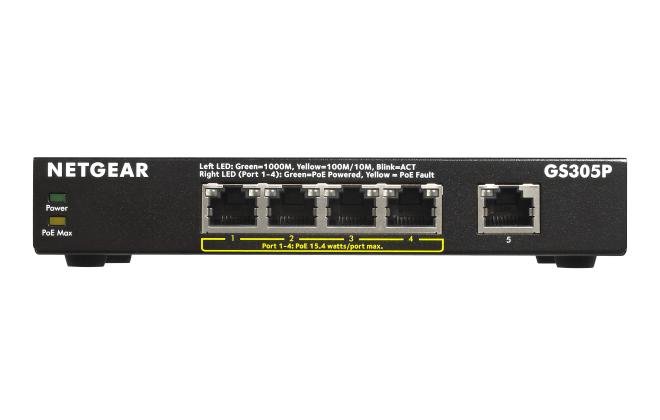 NETGEAR
Left LED: Green=1000M, Yellow=100M/10M, Blink=ACT
Right LED (Port 1-4): Green=PoE Powered, Yellow = PoE Fault
GS305P
Power
PoE Max
1 2 3 4 5
Port 1-4: PoE 15.4 watts/port max.